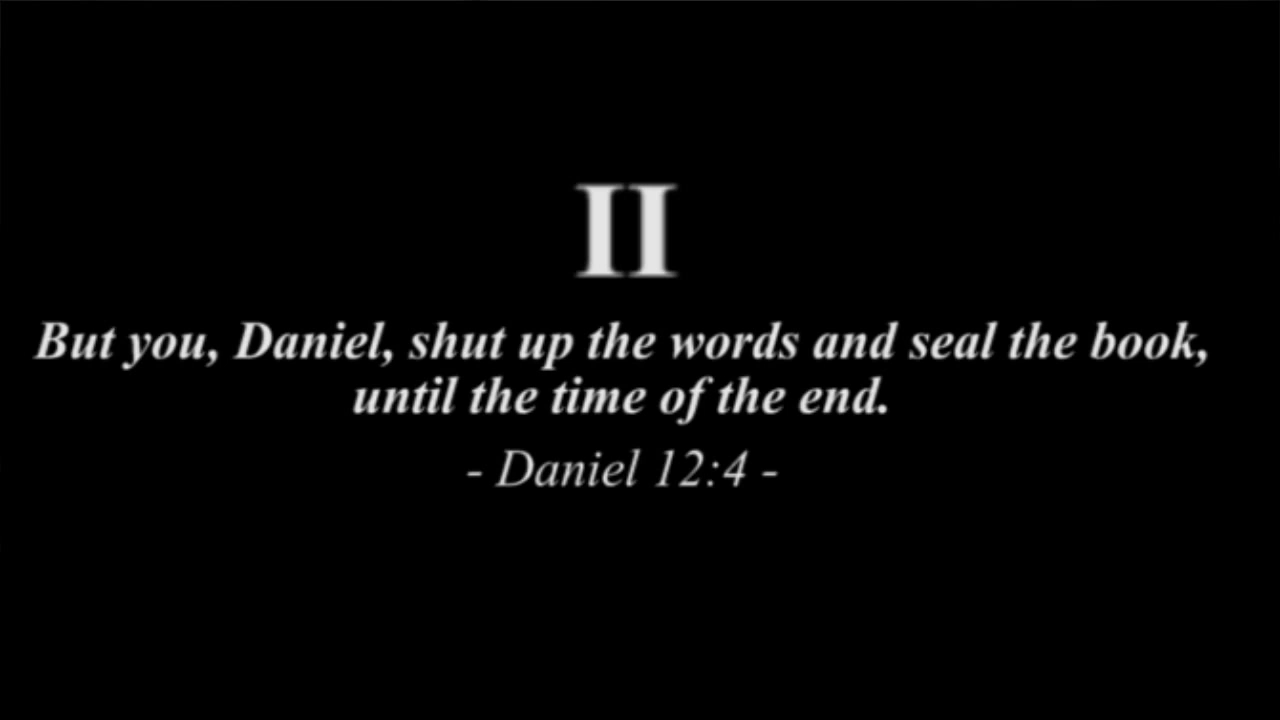 II
But you, Daniel, shut up the words and seal the book,
until the time of the end.
- Daniel 12:4 -